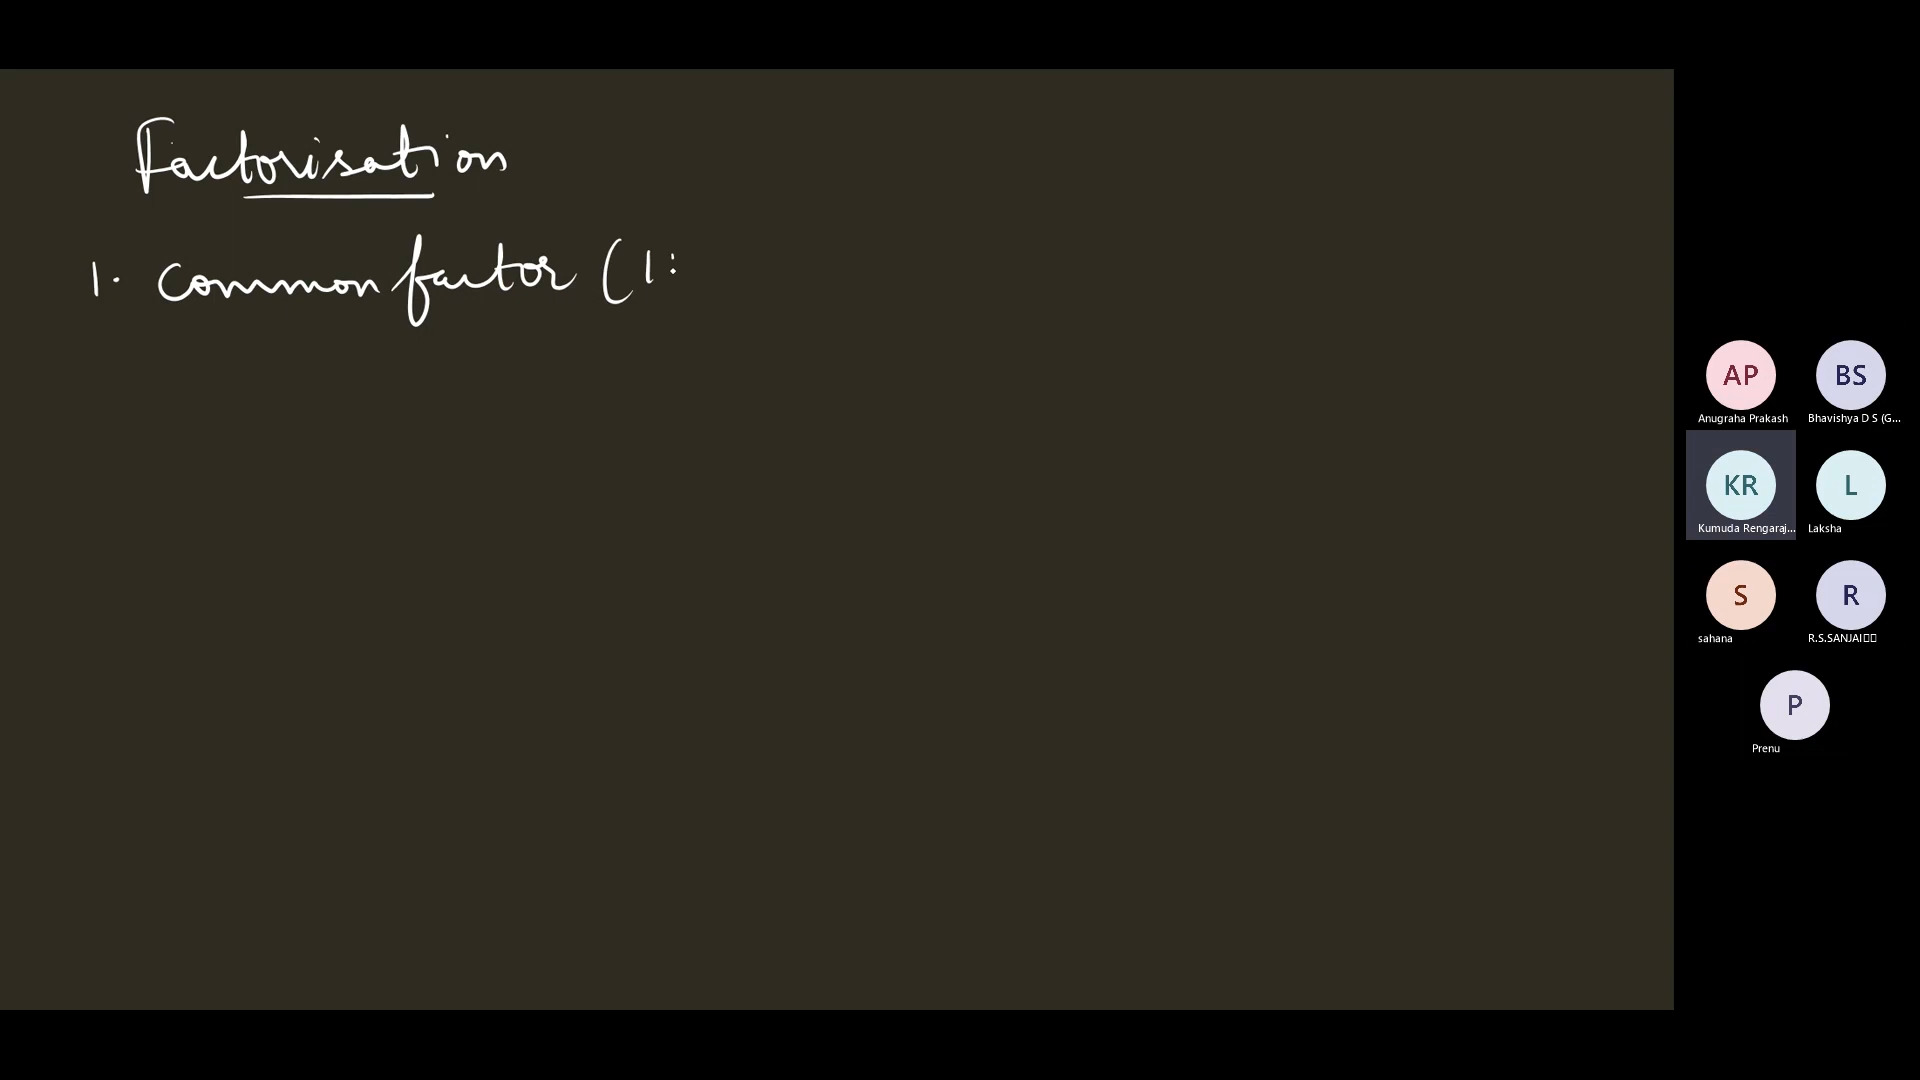 Factorisation
1. Common factor (1:
AP
BS
Anugraha Prakash
Bhavishya D S (G...
KR
L
Kumuda Rengaraj...
Laksha
S
R
sahana
R.S.SANJAI
P
Prenu